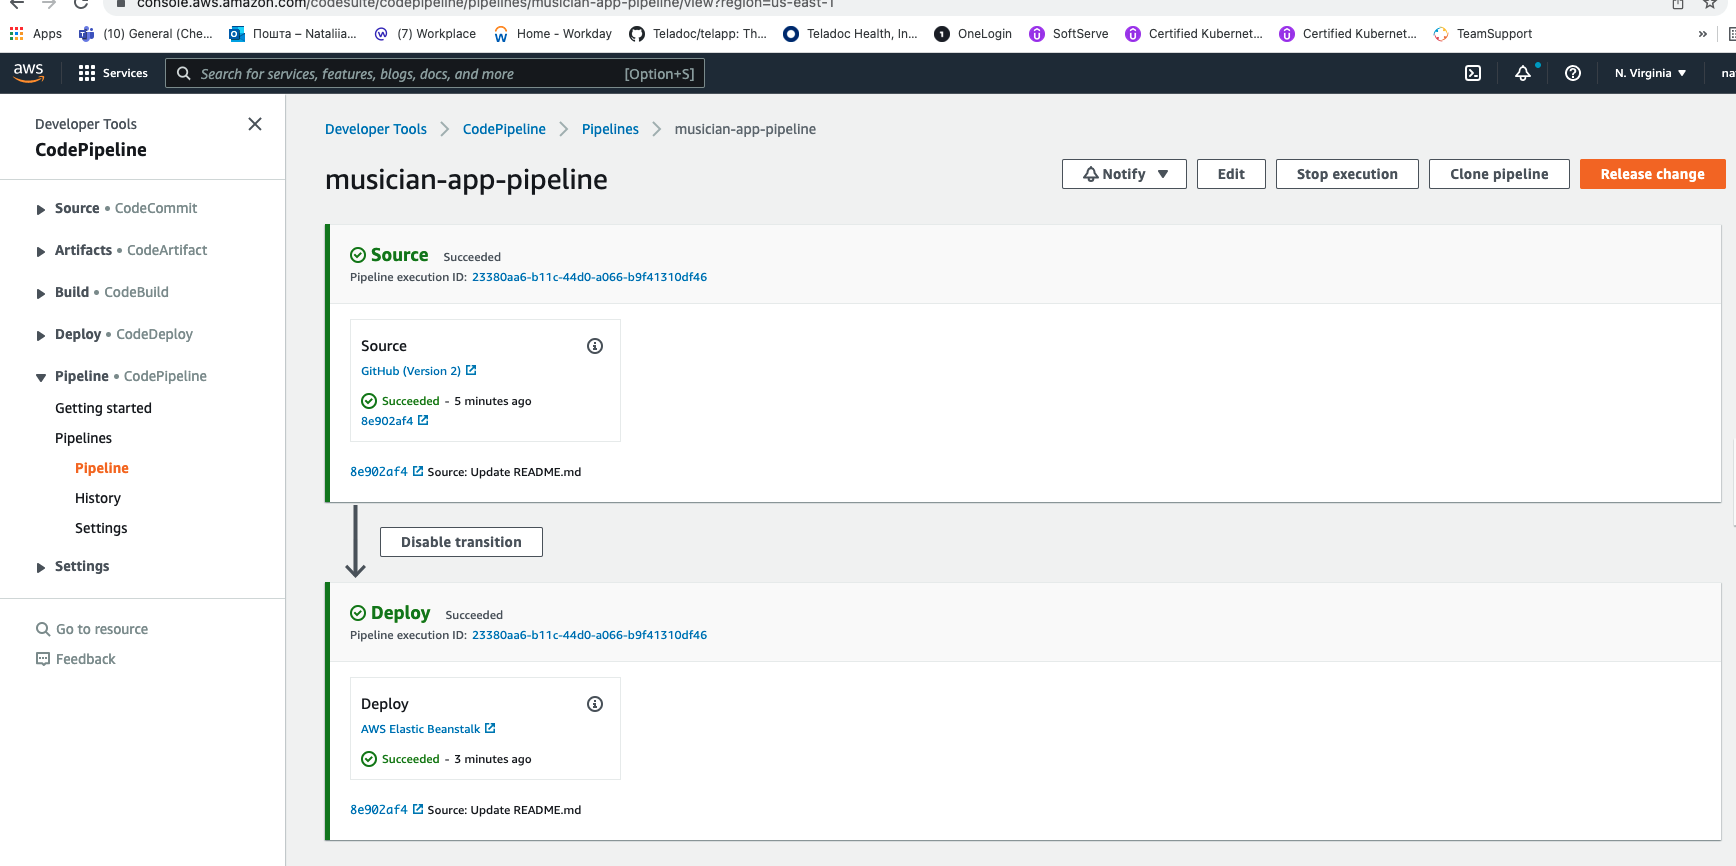 console.aws.amazon.com/codesuite/codepipeline/pipelines/musician-app-pipeline/view?region=us-east-1
Apps (10) General (Che... Пошта – Nataliia... (7) Workplace Home - Workday Teladoc/telapp: Th... Teladoc Health, In... OneLogin SoftServe Certified Kubernet... Certified Kubernet... TeamSupport »
aws Services Search for services, features, blogs, docs, and more [Option+S] N. Virginia na
Developer Tools
CodePipeline
Source • CodeCommit
Artifacts • CodeArtifact
Build • CodeBuild
Deploy • CodeDeploy
Pipeline • CodePipeline
Getting started
Pipelines
Pipeline
History
Settings
Settings
Go to resource
Feedback
Developer Tools CodePipeline Pipelines musician-app-pipeline
musician-app-pipeline
Notify Edit Stop execution Clone pipeline Release change
Source Succeeded
Pipeline execution ID: 23380aa6-b11c-44d0-a066-b9f41310df46
Source
GitHub (Version 2)
Succeeded - 5 minutes ago
8e902af4
8e902af4 Source: Update README.md
Disable transition
Deploy Succeeded
Pipeline execution ID: 23380aa6-b11c-44d0-a066-b9f41310df46
Deploy
AWS Elastic Beanstalk
Succeeded - 3 minutes ago
8e902af4 Source: Update README.md